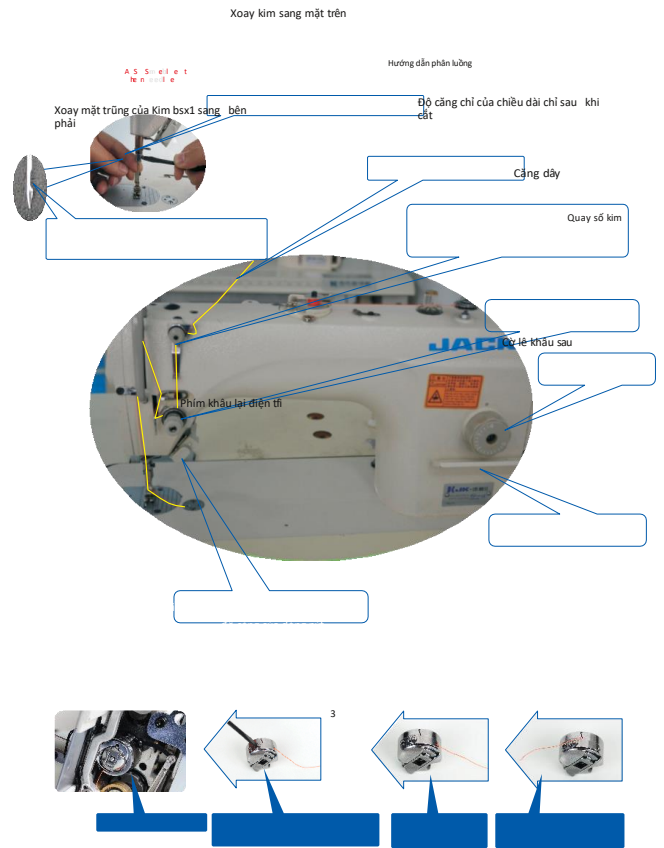 Xoay kim sang mặt trên
Hướng dẫn phân luồng
Xoay mặt trũng của Kim bsx1 sang bên
phải
Độ căng chỉ của chiều dài chỉ sau khi
cắt
Căng dây
Quay số kim
JACK
Cờ lê khâu sau
Phím khâu lại điện tử
3